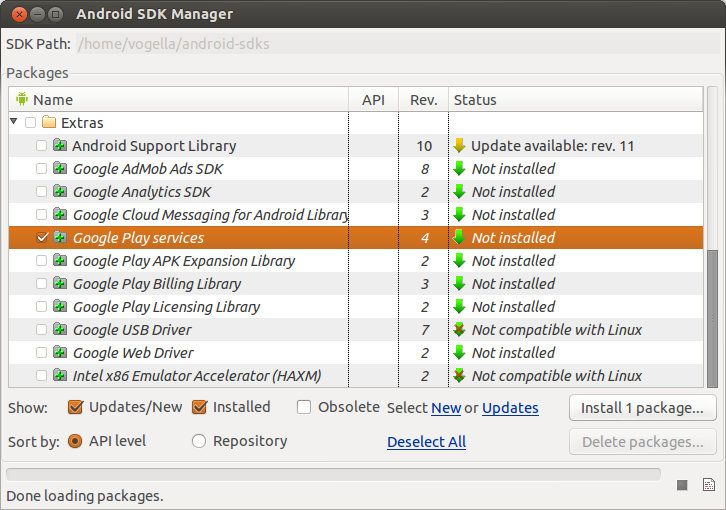 Android SDK Manager
SDK Path: /home/vogella/android-sdks
Packages
Name API Rev. Status
Extras
Android Support Library 10 Update available: rev. 11
Google AdMob Ads SDK 8 Not installed
Google Analytics SDK 2 Not installed
Google Cloud Messaging for Android Library 3 Not installed
Google Play services 4 Not installed
Google Play APK Expansion Library 2 Not installed
Google Play Billing Library 3 Not installed
Google Play Licensing Library 2 Not installed
Google USB Driver 7 Not compatible with Linux
Google Web Driver 2 Not installed
Intel x86 Emulator Accelerator (HAXM) 2 Not compatible with Linux
Show: Updates/New Installed Obsolete Select New or Updates Install 1 package...
Sort by: API level Repository Deselect All Delete packages...
Done loading packages.